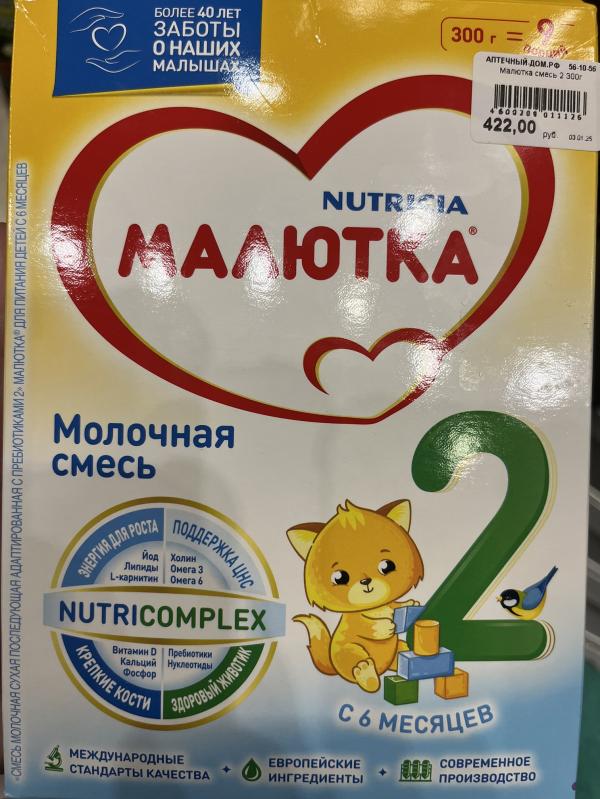 БОЛЕЕ 40 ЛЕТ
ЗАБОТЫ
О НАШИХ
МАЛЫШАХ
300 г = 9
порций
АПТЕЧНЫЙ-ДОМ.РФ 56-10-56
Малютка смесь 2 300г
4600209011126
422,00 руб. 03.01.25
NUTRICIA
МАЛЮТКА®
Молочная
смесь
2
С 6 МЕСЯЦЕВ
ЭНЕРГИЯ ДЛЯ РОСТА
Йод
Липиды
L-карнитин
ПОДДЕРЖКА ЦНС
Холин
Омега 3
Омега 6
NUTRICOMPLEX
Витамин D
Кальций
Фосфор
КРЕПКИЕ КОСТИ
Пребиотики
Нуклеотиды
ЗДОРОВЫЙ ЖИВОТИК
МЕЖДУНАРОДНЫЕ
СТАНДАРТЫ КАЧЕСТВА
ЕВРОПЕЙСКИЕ
ИНГРЕДИЕНТЫ
СОВРЕМЕННОЕ
ПРОИЗВОДСТВО
«СМЕСЬ МОЛОЧНАЯ СУХАЯ ПОСЛЕДУЮЩАЯ АДАПТИРОВАННАЯ С ПРЕБИОТИКАМИ 2» МАЛЮТКА® ДЛЯ ПИТАНИЯ ДЕТЕЙ С 6 МЕСЯЦЕВ